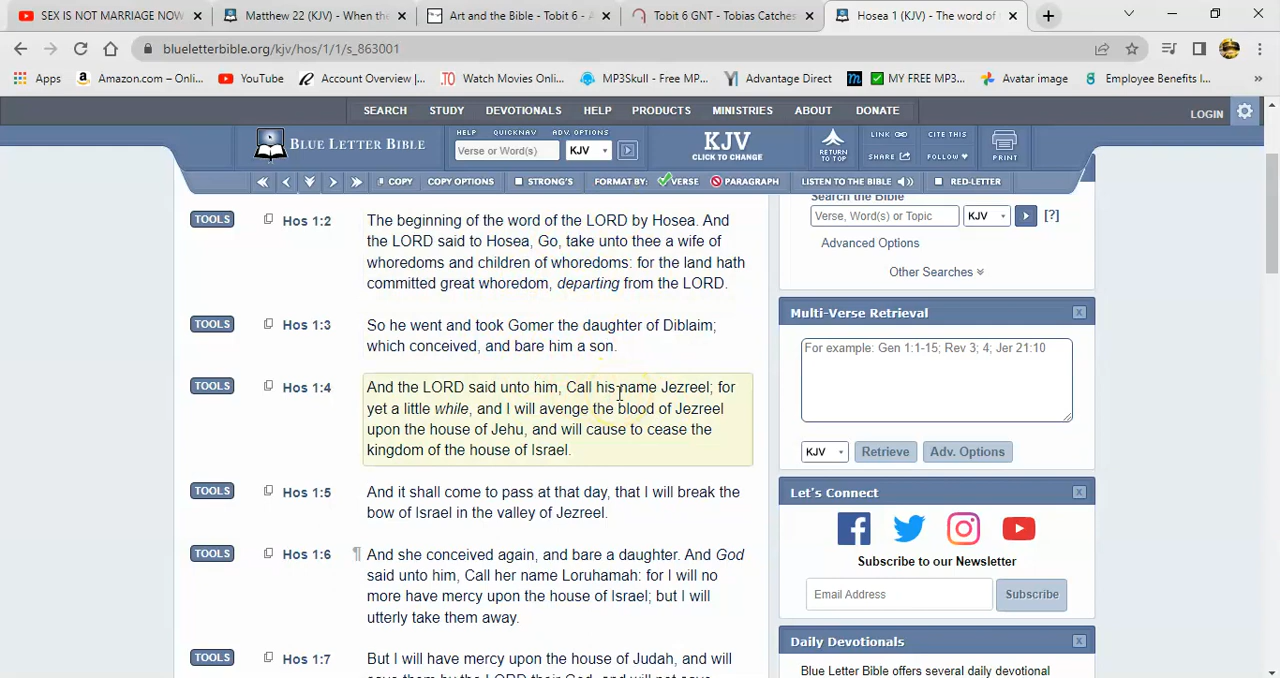 SEX IS NOT MARRIAGE NOW
Matthew 22 (KJV) - When the
Art and the Bible - Tobit 6 - A
Tobit 6 GNT - Tobias Catches
Hosea 1 (KJV) - The word of
blueletterbible.org/kjv/hos/1/1/s_863001
Apps
Amazon.com – Onli...
YouTube
Account Overview |...
Watch Movies Onli...
MP3Skull - Free MP...
Advantage Direct
MY FREE MP3...
Avatar image
Employee Benefits I...
»
SEARCH
STUDY
DEVOTIONALS
HELP
PRODUCTS
MINISTRIES
ABOUT
DONATE
LOGIN
BLUE LETTER BIBLE
HELP
QUICKNAV
ADV. OPTIONS
Verse or Word(s)
KJV
KJV
CLICK TO CHANGE
RETURN
TO TOP
LINK
SHARE
CITE THIS
FOLLOW
PRINT
COPY
COPY OPTIONS
STRONG'S
FORMAT BY:
VERSE
PARAGRAPH
LISTEN TO THE BIBLE
RED-LETTER
TOOLS
Hos 1:2
The beginning of the word of the LORD by Hosea. And
the LORD said to Hosea, Go, take unto thee a wife of
whoredoms and children of whoredoms: for the land hath
committed great whoredom, departing from the LORD.
TOOLS
Hos 1:3
So he went and took Gomer the daughter of Diblaim;
which conceived, and bare him a son.
TOOLS
Hos 1:4
And the LORD said unto him, Call his name Jezreel; for
yet a little while, and I will avenge the blood of Jezreel
upon the house of Jehu, and will cause to cease the
kingdom of the house of Israel.
TOOLS
Hos 1:5
And it shall come to pass at that day, that I will break the
bow of Israel in the valley of Jezreel.
TOOLS
Hos 1:6
¶ And she conceived again, and bare a daughter. And God
said unto him, Call her name Loruhamah: for I will no
more have mercy upon the house of Israel; but I will
utterly take them away.
TOOLS
Hos 1:7
But I will have mercy upon the house of Judah, and will
Search the Bible
Verse, Word(s) or Topic
KJV
[?]
Advanced Options
Other Searches
Multi-Verse Retrieval
For example: Gen 1:1-15; Rev 3; 4; Jer 21:10
KJV
Retrieve
Adv. Options
Let's Connect
Subscribe to our Newsletter
Email Address
Subscribe
Daily Devotionals
Blue Letter Bible offers several daily devotional